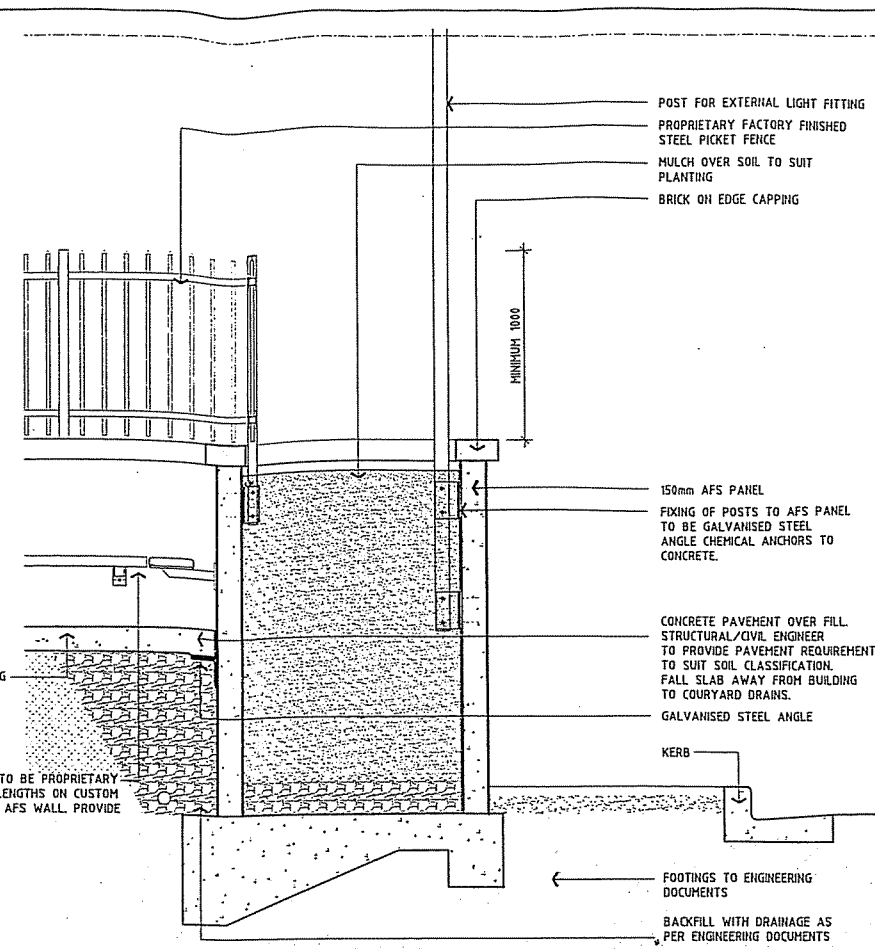 POST FOR EXTERNAL LIGHT FITTING
PROPRIETARY FACTORY FINISHED
STEEL PICKET FENCE
MULCH OVER SOIL TO SUIT
PLANTING
BRICK ON EDGE CAPPING
MINIMUM 1000
150mm AFS PANEL
FIXING OF POSTS TO AFS PANEL
TO BE GALVANISED STEEL
ANGLE CHEMICAL ANCHORS TO
CONCRETE.
CONCRETE PAVEMENT OVER FILL.
STRUCTURAL/CIVIL ENGINEER
TO PROVIDE PAVEMENT REQUIREMENT
TO SUIT SOIL CLASSIFICATION.
FALL SLAB AWAY FROM BUILDING
TO COURYARD DRAINS.
G
GALVANISED STEEL ANGLE
KERB
TO BE PROPRIETARY
LENGTHS ON CUSTOM
AFS WALL. PROVIDE
FOOTINGS TO ENGINEERING
DOCUMENTS
BACKFILL WITH DRAINAGE AS
PER ENGINEERING DOCUMENTS